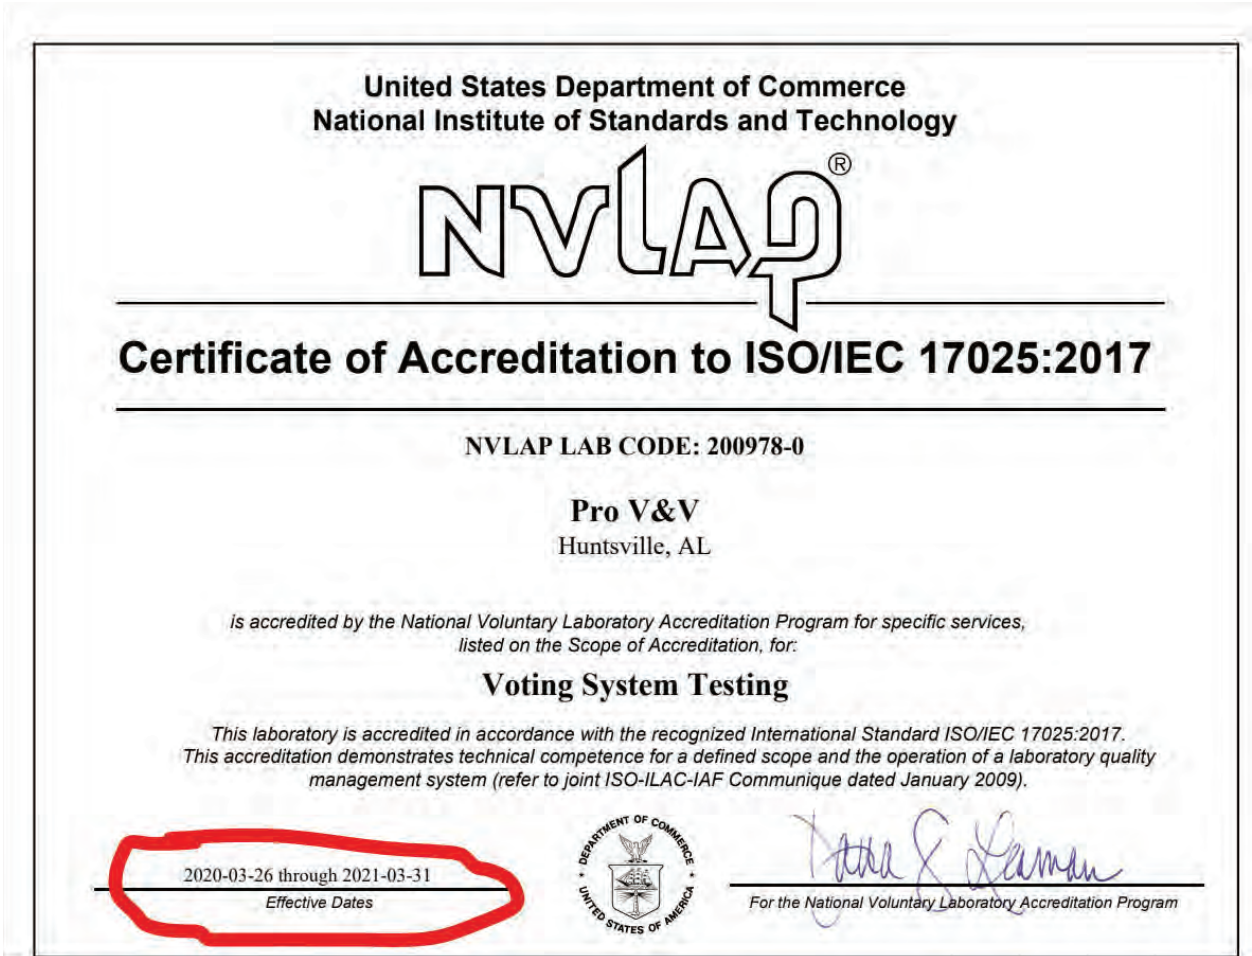 United States Department of Commerce
National Institute of Standards and Technology
NVLAP®
Certificate of Accreditation to ISO/IEC 17025:2017
NVLAP LAB CODE: 200978-0
Pro V&V
Huntsville, AL
is accredited by the National Voluntary Laboratory Accreditation Program for specific services,
listed on the Scope of Accreditation, for:
Voting System Testing
This laboratory is accredited in accordance with the recognized International Standard ISO/IEC 17025:2017.
This accreditation demonstrates technical competence for a defined scope and the operation of a laboratory quality
management system (refer to joint ISO-ILAC-IAF Communique dated January 2009).
2020-03-26 through 2021-03-31
Effective Dates
DEPARTMENT OF COMMERCE
UNITED STATES OF AMERICA
Dana S. Leaman
For the National Voluntary Laboratory Accreditation Program